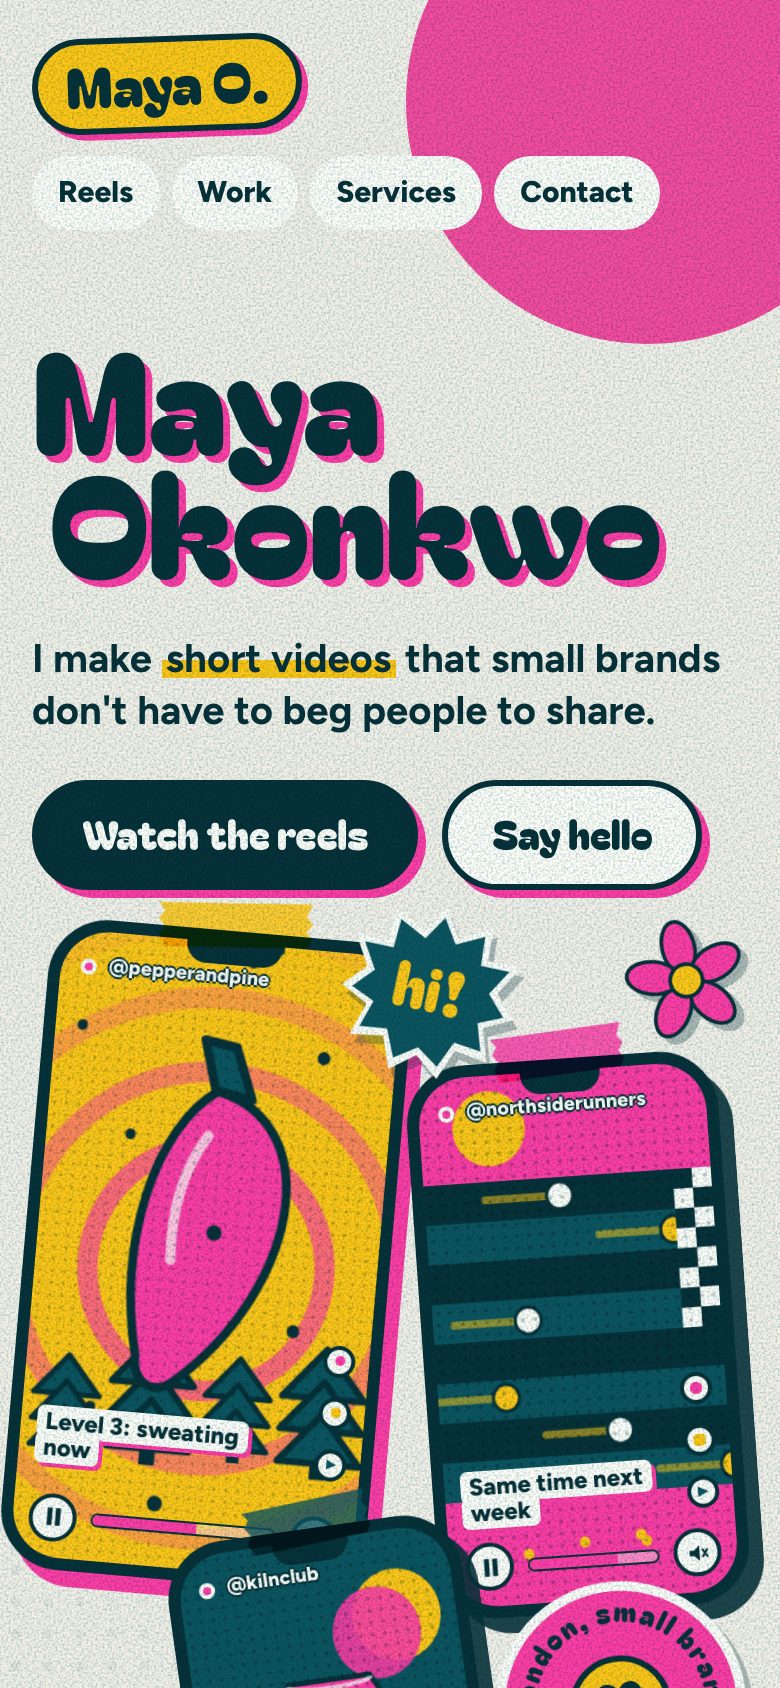 Maya O.
Reels
Work
Services
Contact
Maya
Okonkwo
I make short videos that small brands
don't have to beg people to share.
Watch the reels
Say hello
@pepperandpine
hi!
@northsiderunners
Level 3: sweating
now
Same time next
week
@kilnclub
small